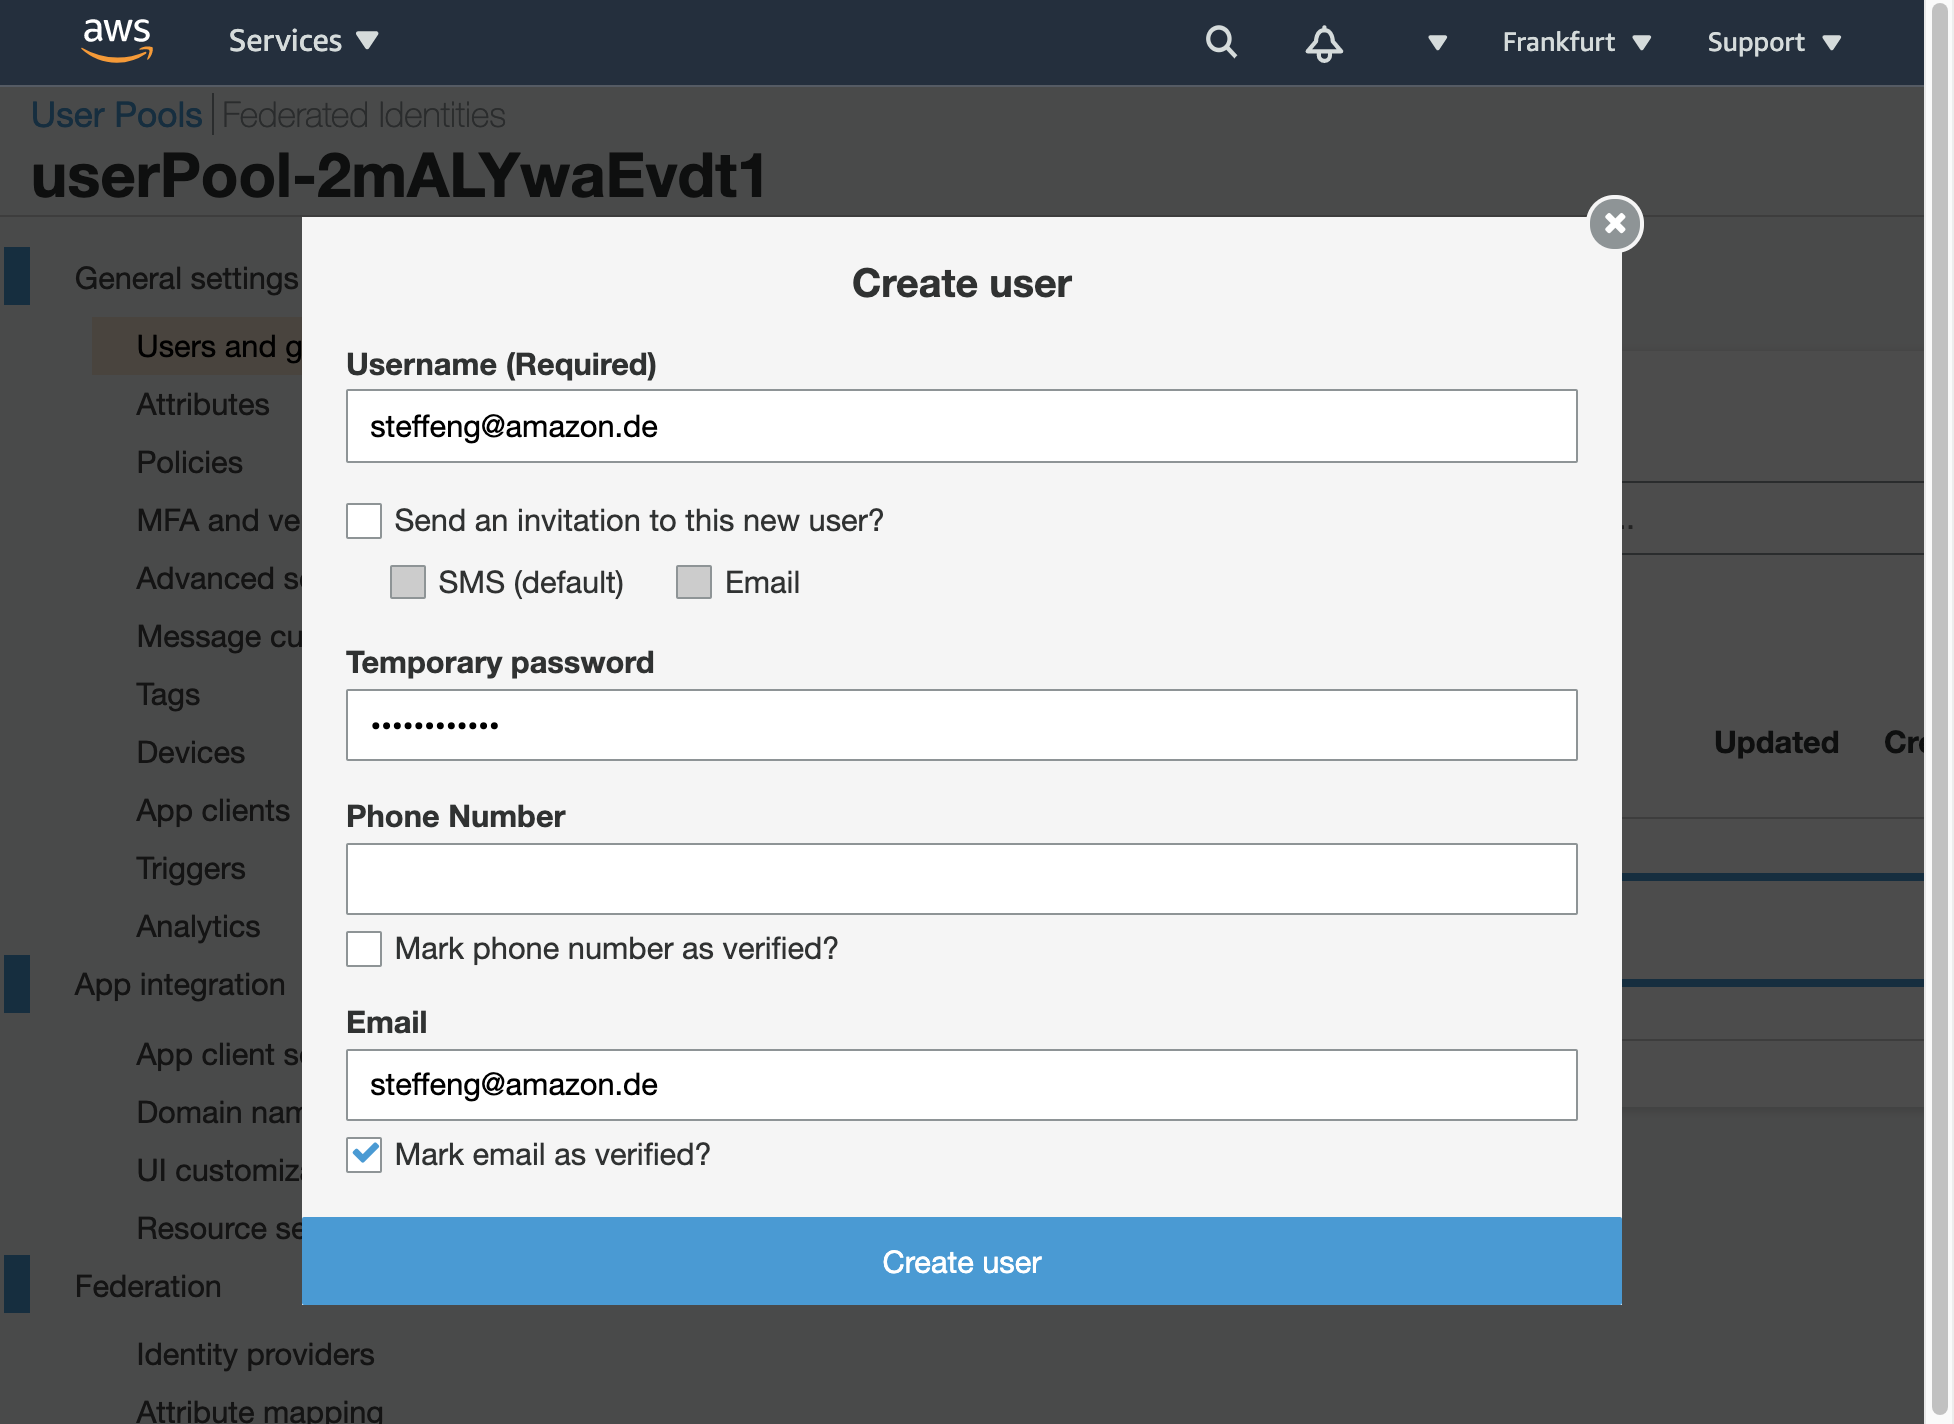 aws Services Frankfurt Support
User Pools Federated Identities
userPool-2mALYwaEvdt1
General settings
Users and g
Attributes
Policies
MFA and ve
Advanced s
Message cu
Tags
Devices
App clients
Triggers
Analytics
App integration
App client s
Domain nam
UI customiz
Resource se
Federation
Identity providers
Attribute mapping
Create user
Username (Required)
steffeng@amazon.de
Send an invitation to this new user?
SMS (default) Email
Temporary password
••••••••••••
Phone Number
Mark phone number as verified?
Email
steffeng@amazon.de
Mark email as verified?
Create user
Updated Cre